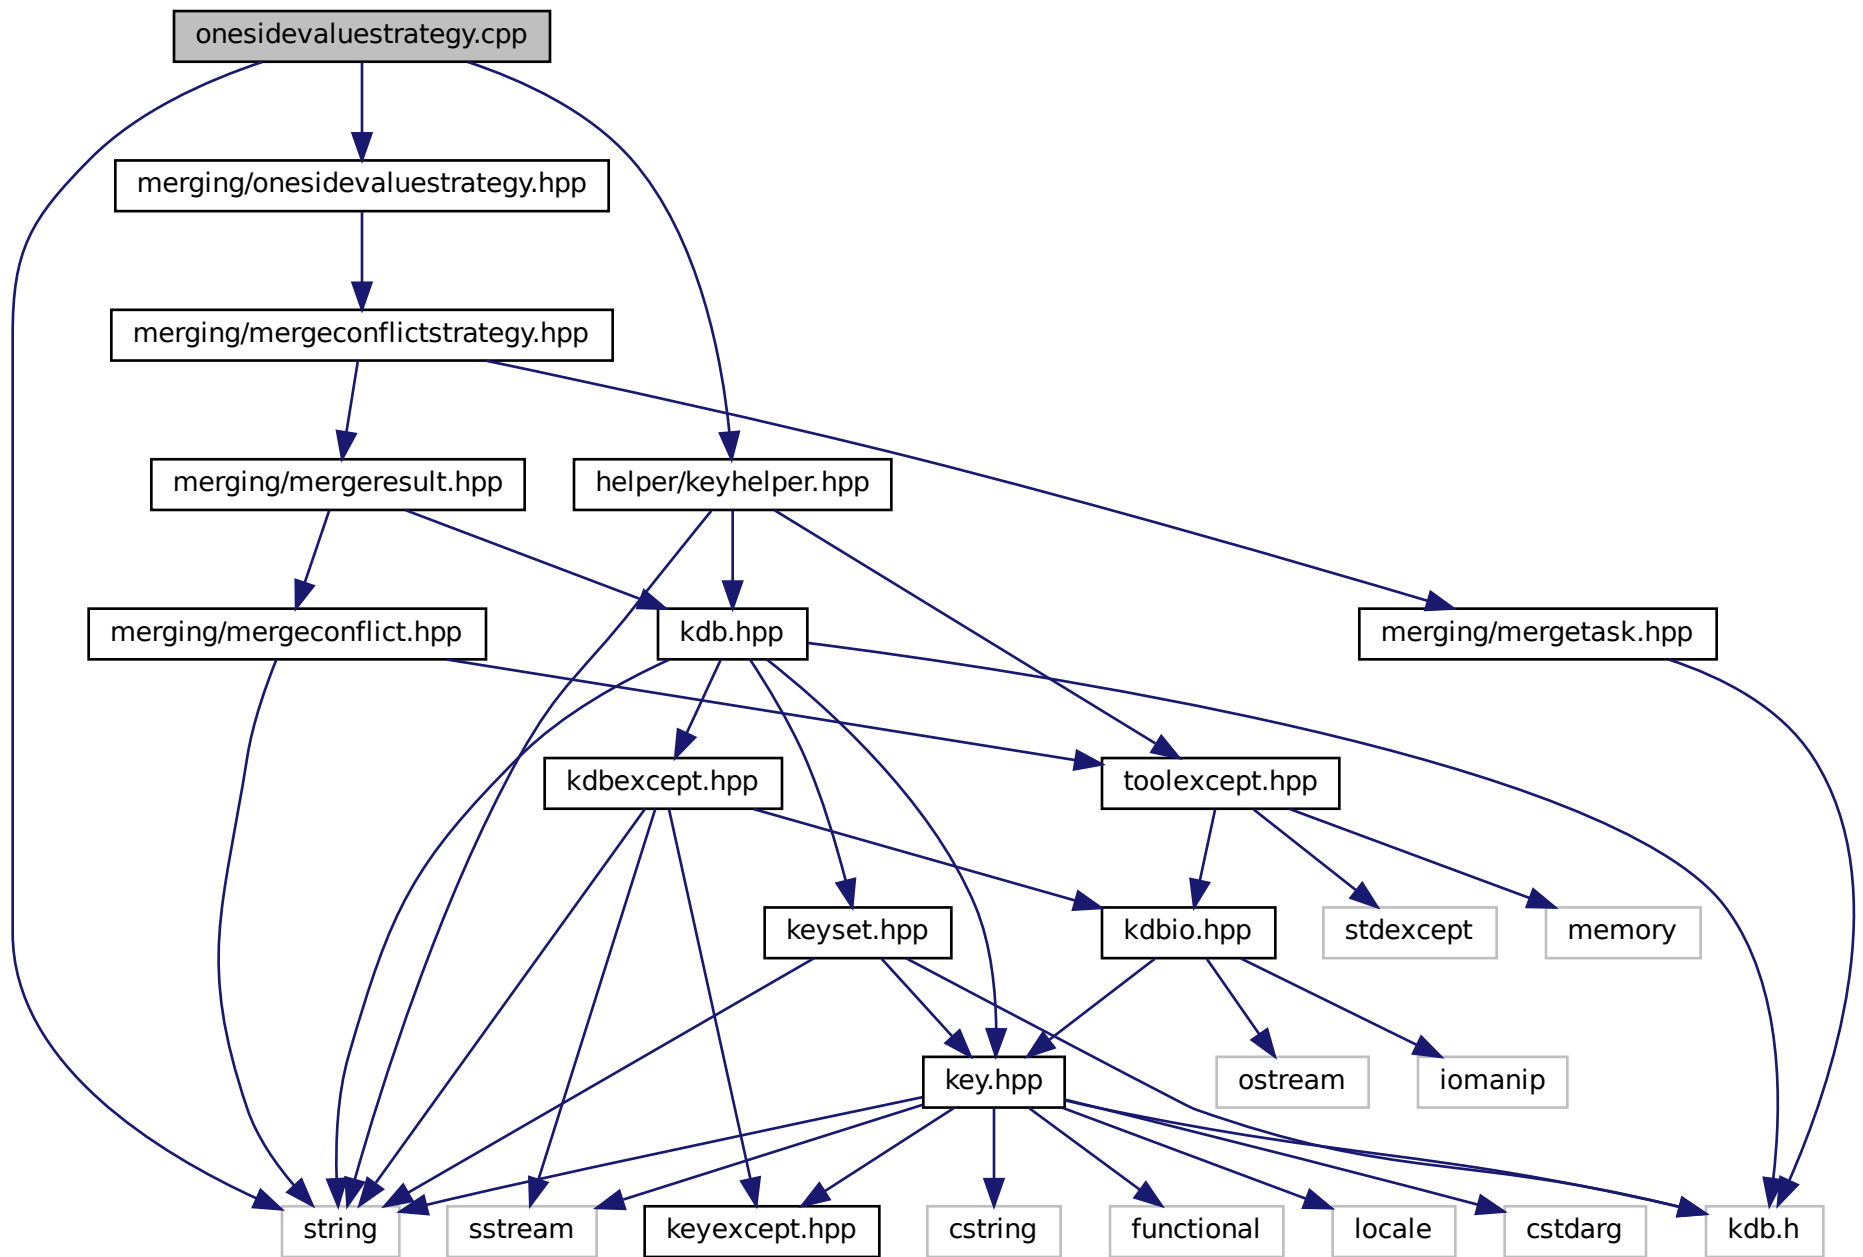 onesidevaluestrategy.cpp
merging/onesidevaluestrategy.hpp
merging/mergeconflictstrategy.hpp
merging/mergeresult.hpp
helper/keyhelper.hpp
merging/mergeconflict.hpp
kdb.hpp
merging/mergetask.hpp
kdbexcept.hpp
toolexcept.hpp
keyset.hpp
kdbio.hpp
stdexcept
memory
key.hpp
ostream
iomanip
string
sstream
keyexcept.hpp
cstring
functional
locale
cstdarg
kdb.h